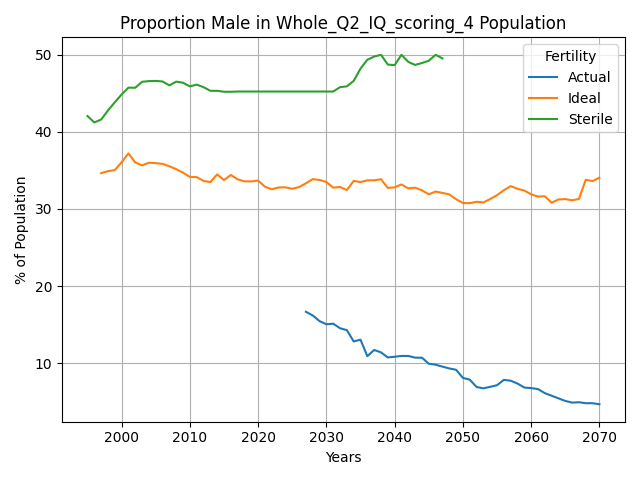 Proportion Male in Whole_Q2_IQ_scoring_4 Population
Fertility
Actual
Ideal
Sterile
% of Population
50
40
30
20
10
2000 2010 2020 2030 2040 2050 2060 2070
Years